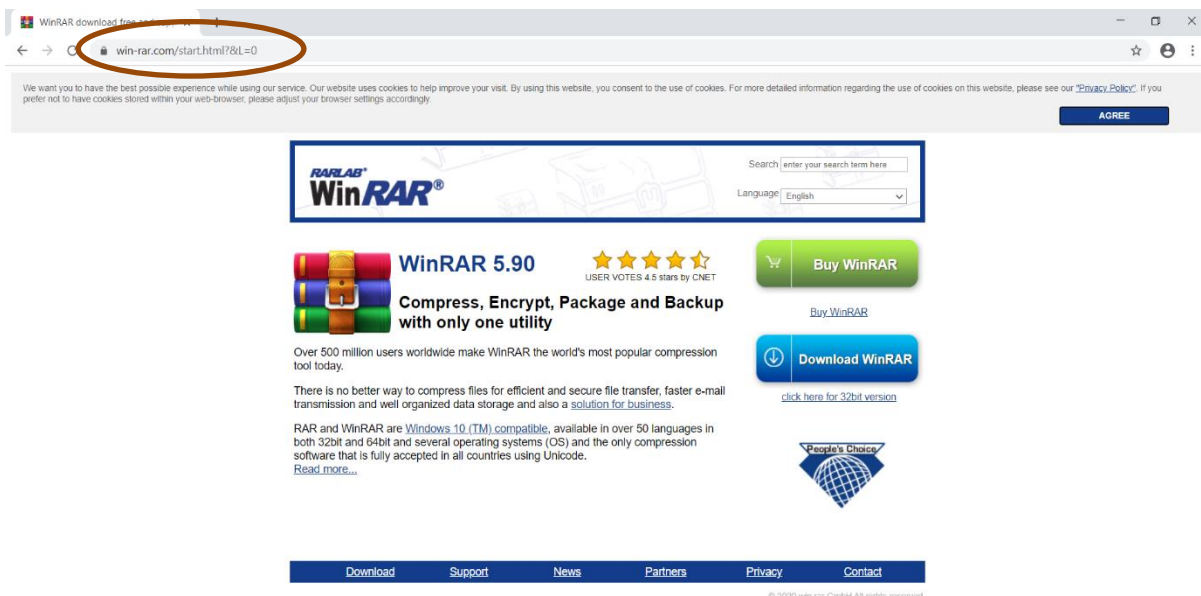 WinRAR download free and
win-rar.com/start.html?&L=0
We want you to have the best possible experience while using our service. Our website uses cookies to help improve your visit. By using this website, you consent to the use of cookies. For more detailed information regarding the use of cookies on this website, please see our "Privacy Policy". If you
prefer not to have cookies stored within your web-browser, please adjust your browser settings accordingly.
AGREE
RARLAB®
WinRAR®
Search enter your search term here
Language English
WinRAR 5.90
USER VOTES 4.5 stars by CNET
Compress, Encrypt, Package and Backup
with only one utility
Over 500 million users worldwide make WinRAR the world's most popular compression
tool today.
There is no better way to compress files for efficient and secure file transfer, faster e-mail
transmission and well organized data storage and also a solution for business.
RAR and WinRAR are Windows 10 (TM) compatible, available in over 50 languages in
both 32bit and 64bit and several operating systems (OS) and the only compression
software that is fully accepted in all countries using Unicode.
Read more...
Buy WinRAR
Buy WinRAR
Download WinRAR
click here for 32bit version
People's Choice
Download Support News Partners Privacy Contact
© 2020 win.rar GmbH All rights reserved